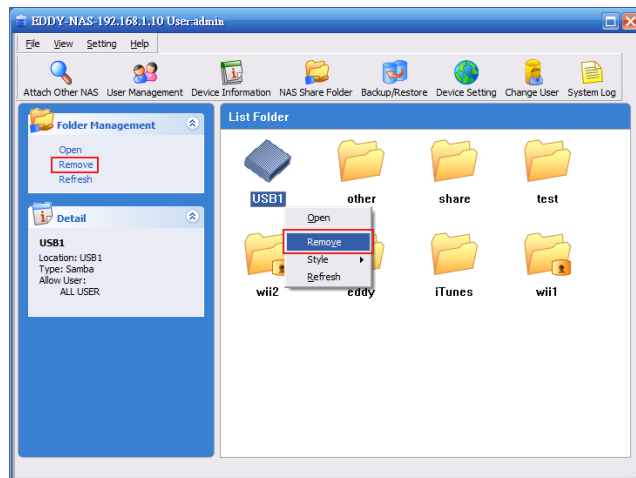 EDDY-NAS-192.168.1.10 User:admin
File View Setting Help
Attach Other NAS User Management Device Information NAS Share Folder Backup/Restore Device Setting Change User System Log
Folder Management
Open
Remove
Refresh
Detail
USB1
Location: USB1
Type: Samba
Allow User:
ALL USER
List Folder
USB1 other share test
Open
Remove
Style
Refresh
wii2 eddy iTunes wii1